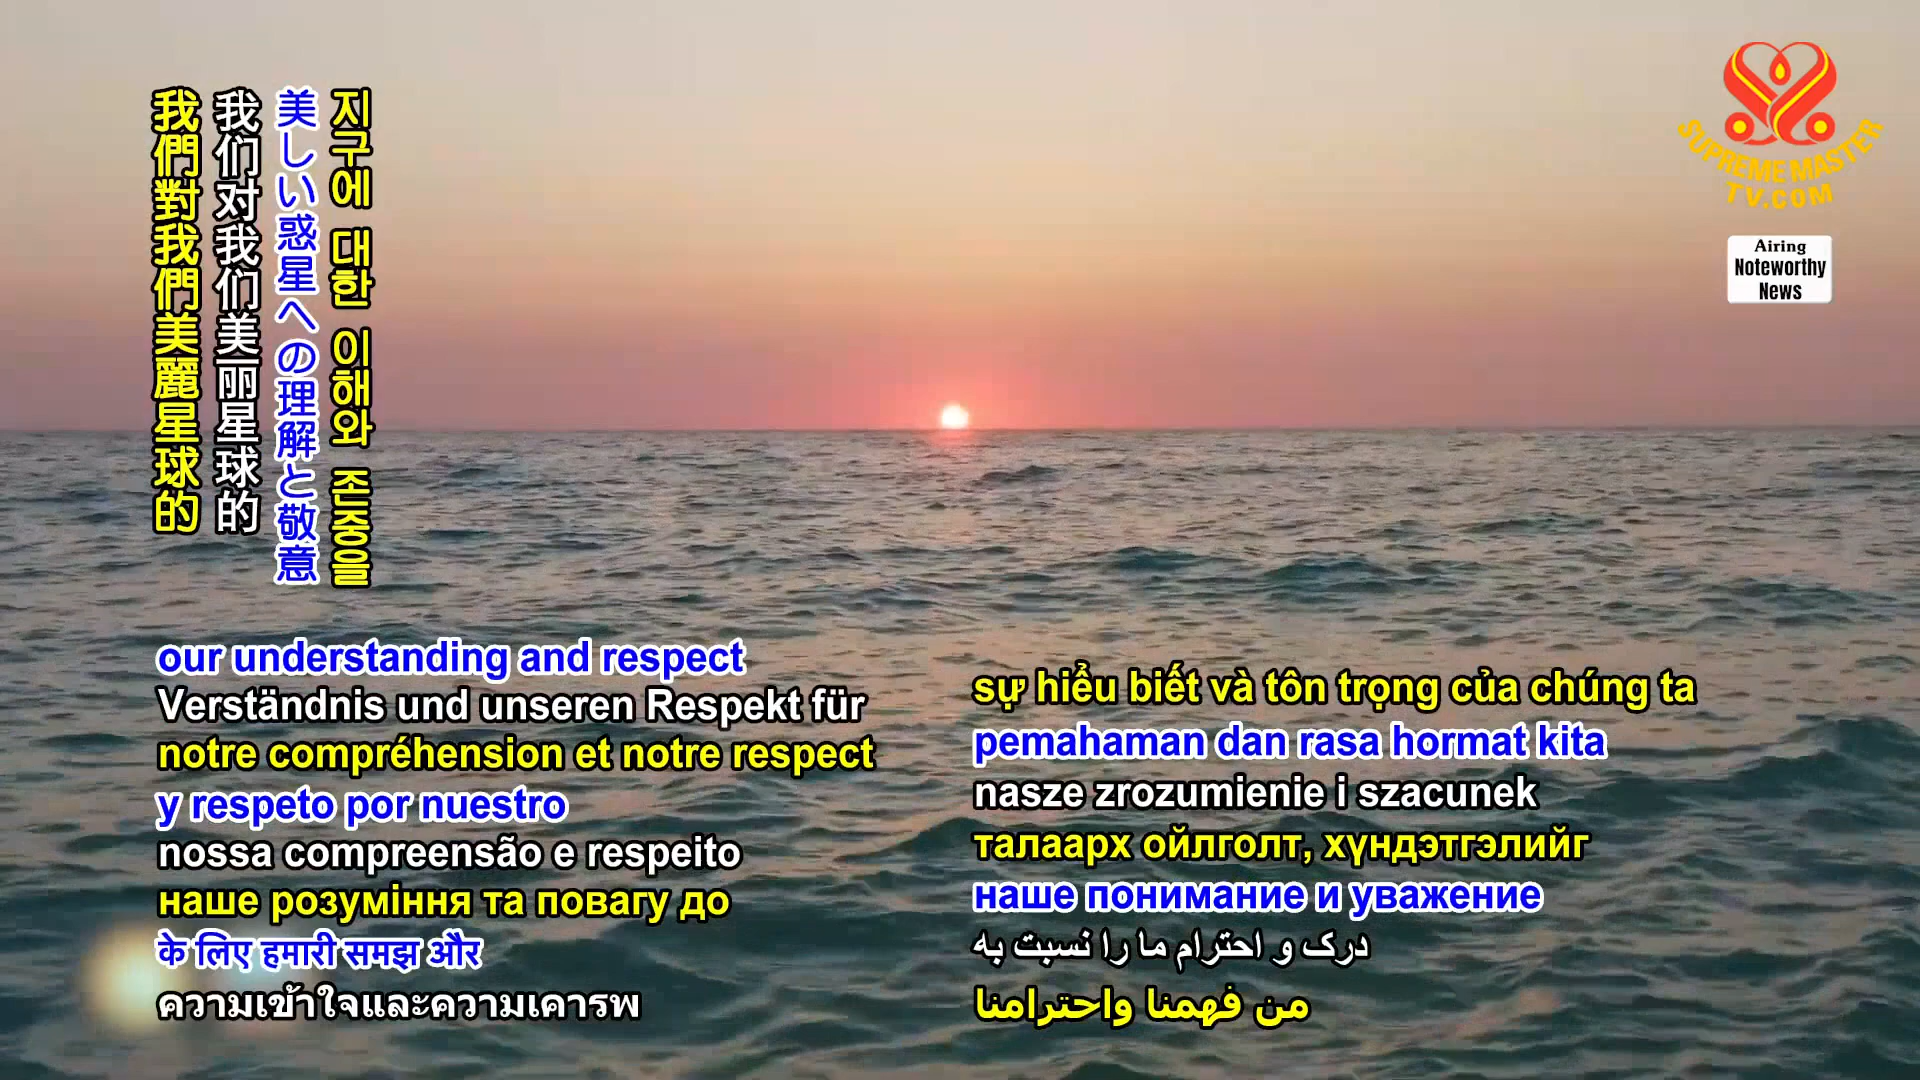 我們對我們美麗星球的
我们对我们美丽星球的
美しい惑星への理解と敬意
지구에 대한 이해와 존중을
SUPREME MASTER
TV.COM
Airing
Noteworthy
News
our understanding and respect
Verständnis und unseren Respekt für
notre compréhension et notre respect
y respeto por nuestro
nossa compreensão e respeito
наше розуміння та повагу до
के लिए हमारी समझ और
ความเข้าใจและความเคารพ
sự hiểu biết và tôn trọng của chúng ta
pemahaman dan rasa hormat kita
nasze zrozumienie i szacunek
талаарх ойлголт, хүндэтгэлийг
наше понимание и уважение
درک و احترام ما را نسبت به
من فهمنا واحترامنا